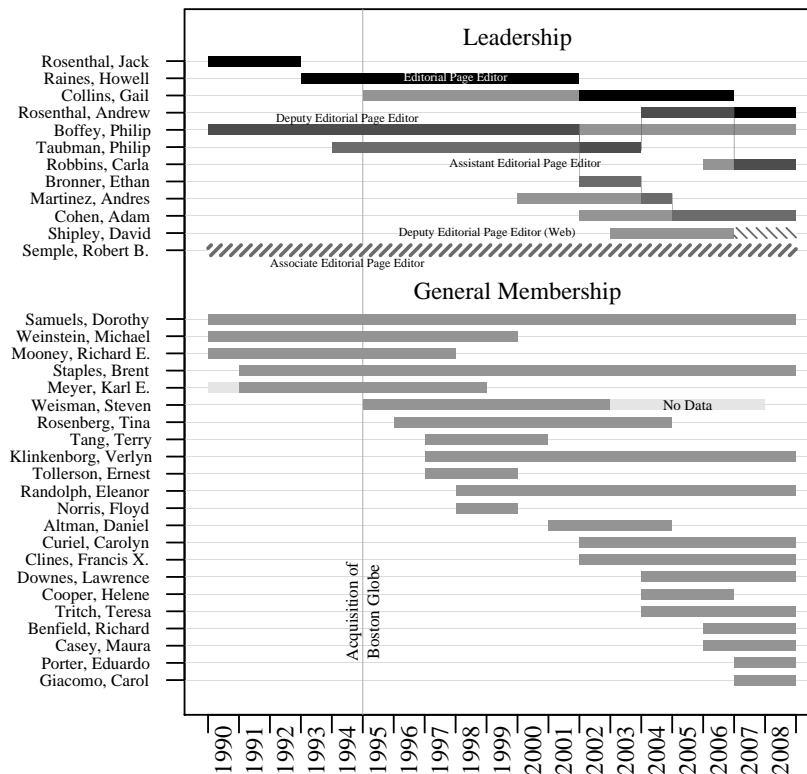 Leadership
Rosenthal, Jack
Raines, Howell
Editorial Page Editor
Collins, Gail
Rosenthal, Andrew
Deputy Editorial Page Editor
Boffey, Philip
Taubman, Philip
Robbins, Carla
Assistant Editorial Page Editor
Bronner, Ethan
Martinez, Andres
Cohen, Adam
Shipley, David
Deputy Editorial Page Editor (Web)
Semple, Robert B.
Associate Editorial Page Editor
General Membership
Samuels, Dorothy
Weinstein, Michael
Mooney, Richard E.
Staples, Brent
Meyer, Karl E.
Weisman, Steven
No Data
Rosenberg, Tina
Tang, Terry
Klinkenborg, Verlyn
Tollerson, Ernest
Randolph, Eleanor
Norris, Floyd
Altman, Daniel
Curiel, Carolyn
Clines, Francis X.
Downes, Lawrence
Cooper, Helene
Tritch, Teresa
Benfield, Richard
Casey, Maura
Porter, Eduardo
Giacomo, Carol
Acquisition of
Boston Globe
1990
1991
1992
1993
1994
1995
1996
1997
1998
1999
2000
2001
2002
2003
2004
2005
2006
2007
2008